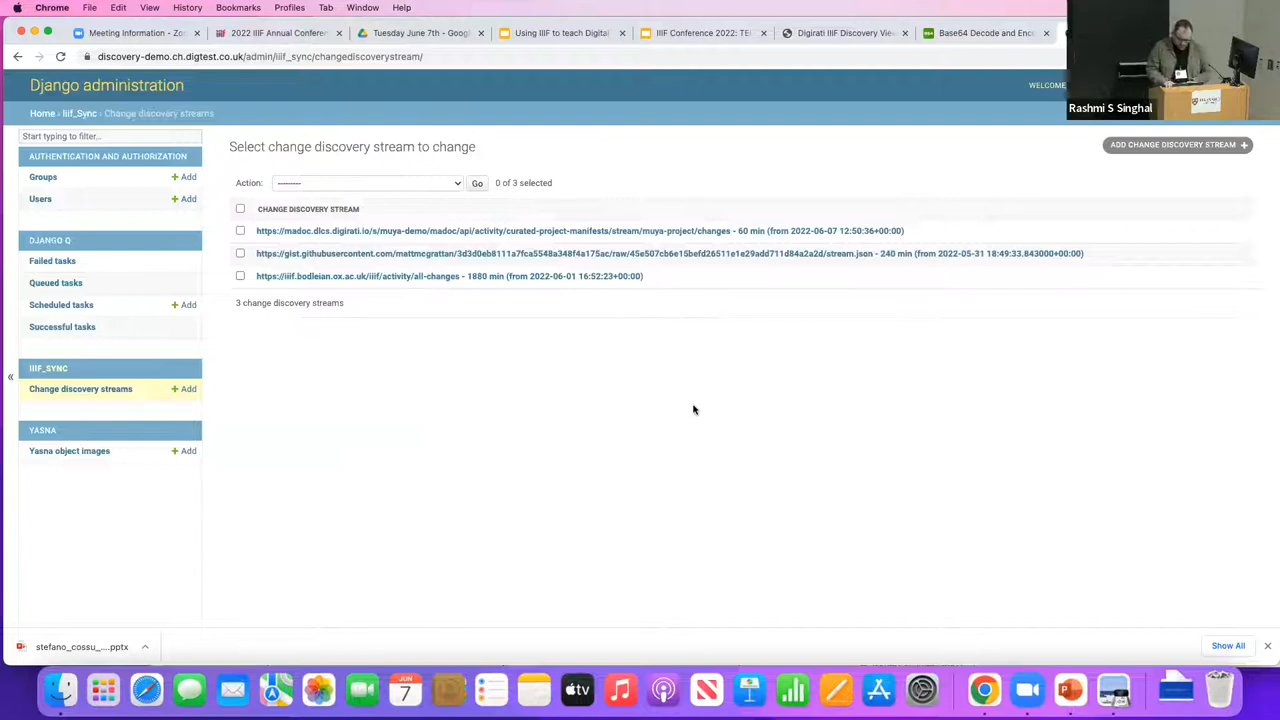 Chrome File Edit View History Bookmarks Profiles Tab Window Help
Meeting Information - Zo × 2022 IIIF Annual Conferen × Tuesday June 7th - Google × Using IIIF to teach Digital × IIIF Conference 2022: TE × Digirati IIIF Discovery View × Base64 Decode and Enc ×
discovery-demo.ch.digtest.co.uk/admin/iiif_sync/changediscoverystream/
Django administration
WELCOME
Home › Iiif_Sync › Change discovery streams
Rashmi S Singhal
Start typing to filter...
AUTHENTICATION AND AUTHORIZATION
Groups + Add
Users + Add
DJANGO Q
Failed tasks
Queued tasks
Scheduled tasks + Add
Successful tasks
IIIF_SYNC
Change discovery streams + Add
YASNA
Yasna object images + Add
«
Select change discovery stream to change
ADD CHANGE DISCOVERY STREAM +
Action: --------- Go 0 of 3 selected
CHANGE DISCOVERY STREAM
https://madoc.dlcs.digirati.io/s/muya-demo/madoc/api/activity/curated-project-manifests/stream/muya-project/changes - 60 min (from 2022-06-07 12:50:36+00:00)
https://gist.githubusercontent.com/mattmcgrattan/3d3d0eb8111a7fca5548a348f4a175ac/raw/45e507cb6e15befd26511e1e29add711d84a2a2d/stream.json - 240 min (from 2022-05-31 18:49:33.843000+00:00)
https://iiif.bodleian.ox.ac.uk/iiif/activity/all-changes - 1880 min (from 2022-06-01 16:52:23+00:00)
3 change discovery streams
stefano_cossu_....pptx
Show All
JUN
7
tv